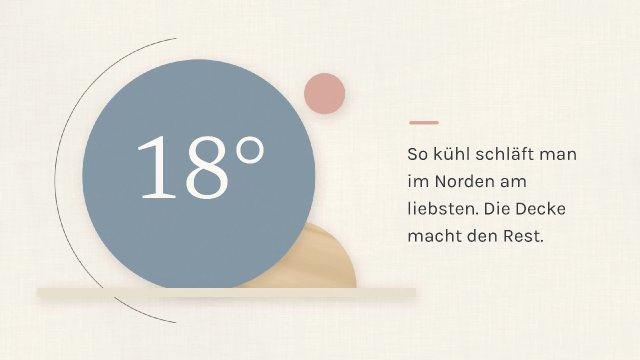 18°
So kühl schläft man
im Norden am
liebsten. Die Decke
macht den Rest.